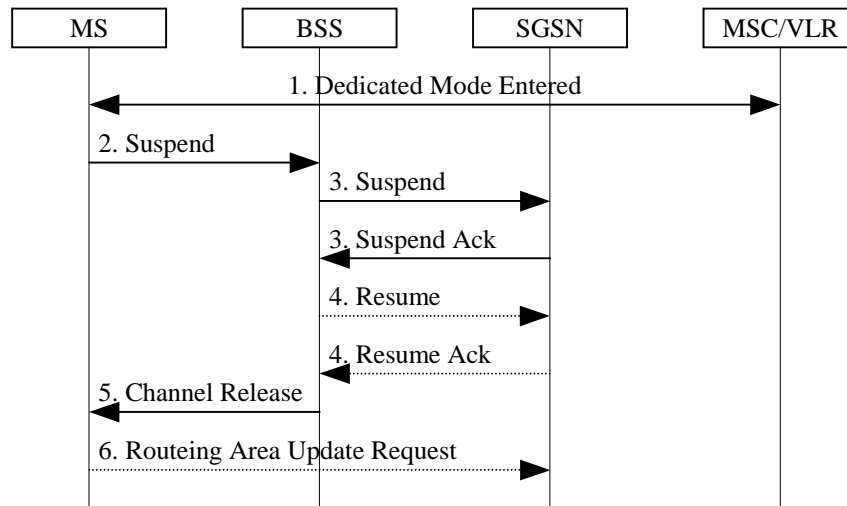 MS
BSS
SGSN
MSC/VLR
1. Dedicated Mode Entered
2. Suspend
3. Suspend
3. Suspend Ack
4. Resume
4. Resume Ack
5. Channel Release
6. Routeing Area Update Request